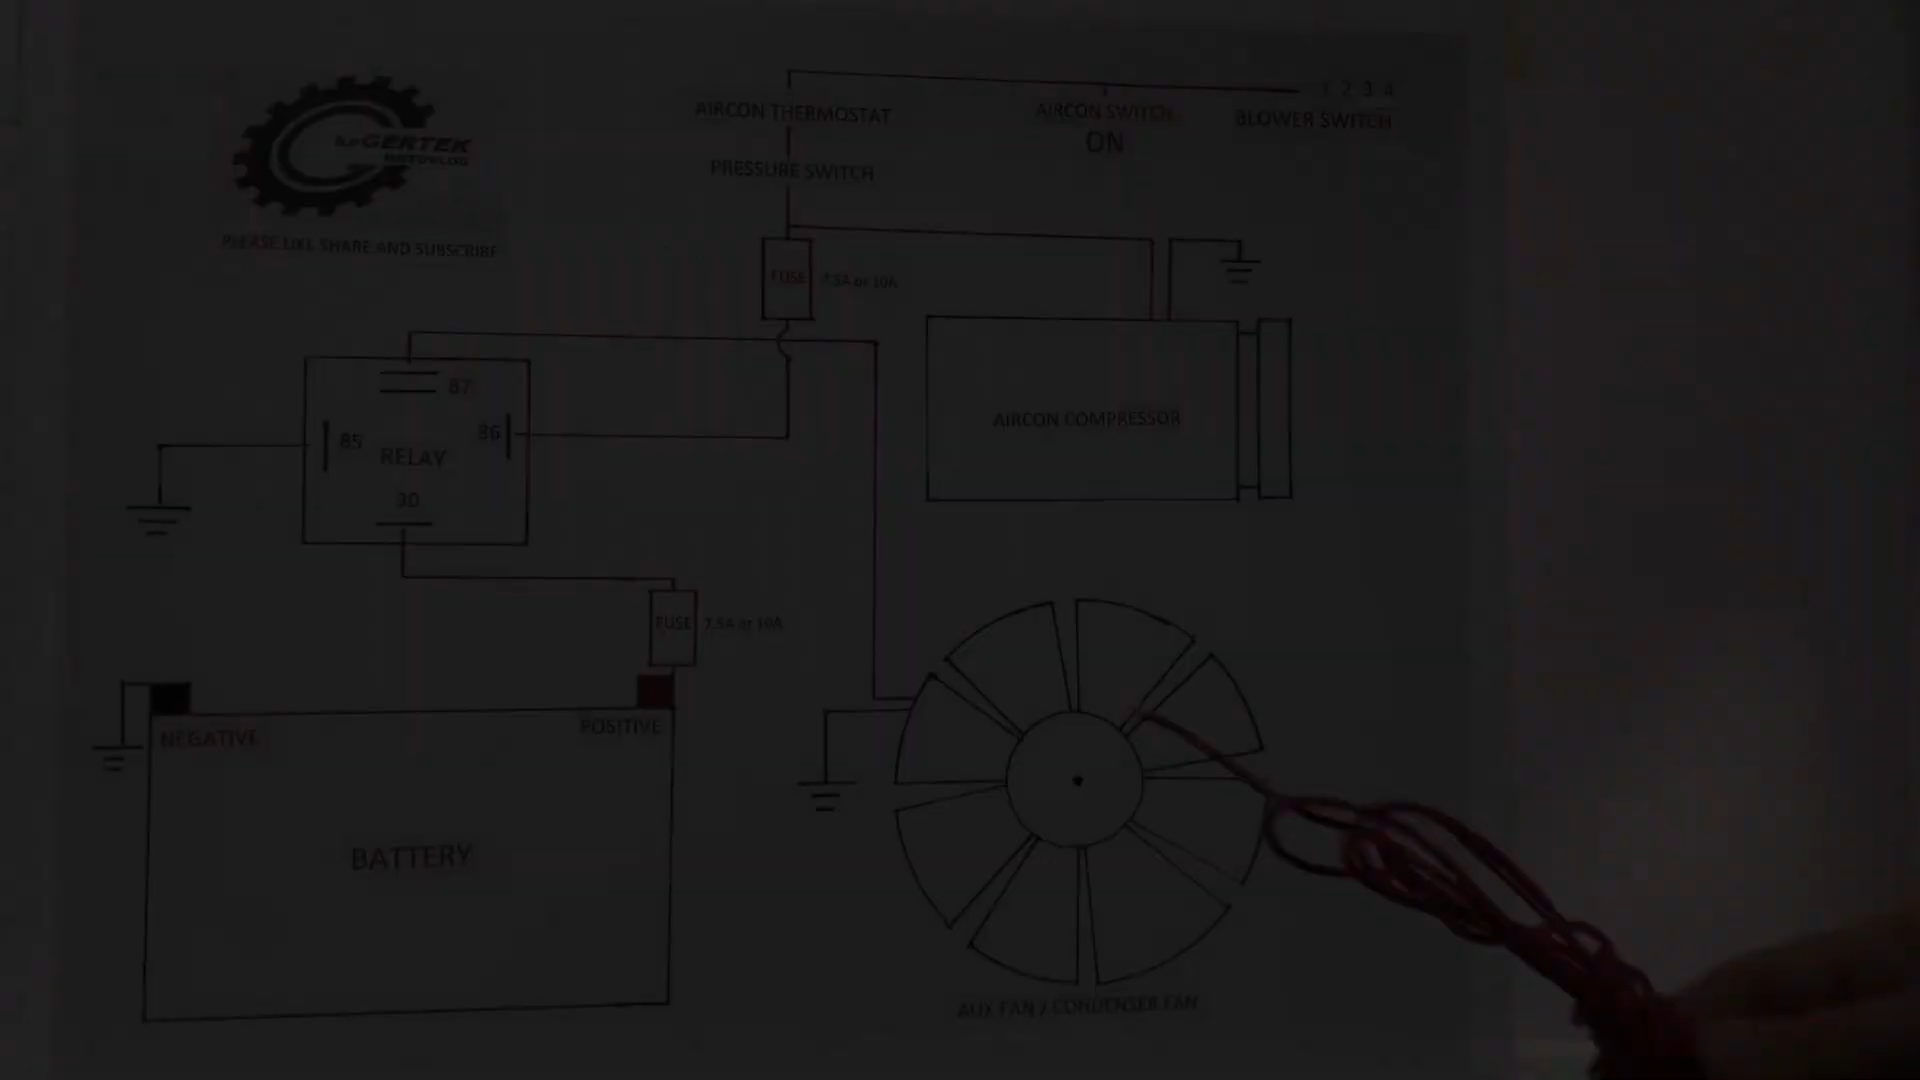 1 2 3 4
AIRCON THERMOSTAT
AIRCON SWITCH
BLOWER SWITCH
ON
GERTEK
MOTOVLOG
PRESSURE SWITCH
PLEASE LIKE SHARE AND SUBSCRIBE
FUSE 7.5A or 10A
87
85
86
RELAY
30
AIRCON COMPRESSOR
FUSE 7.5A or 10A
NEGATIVE
POSITIVE
BATTERY
AUX FAN / CONDENSER FAN